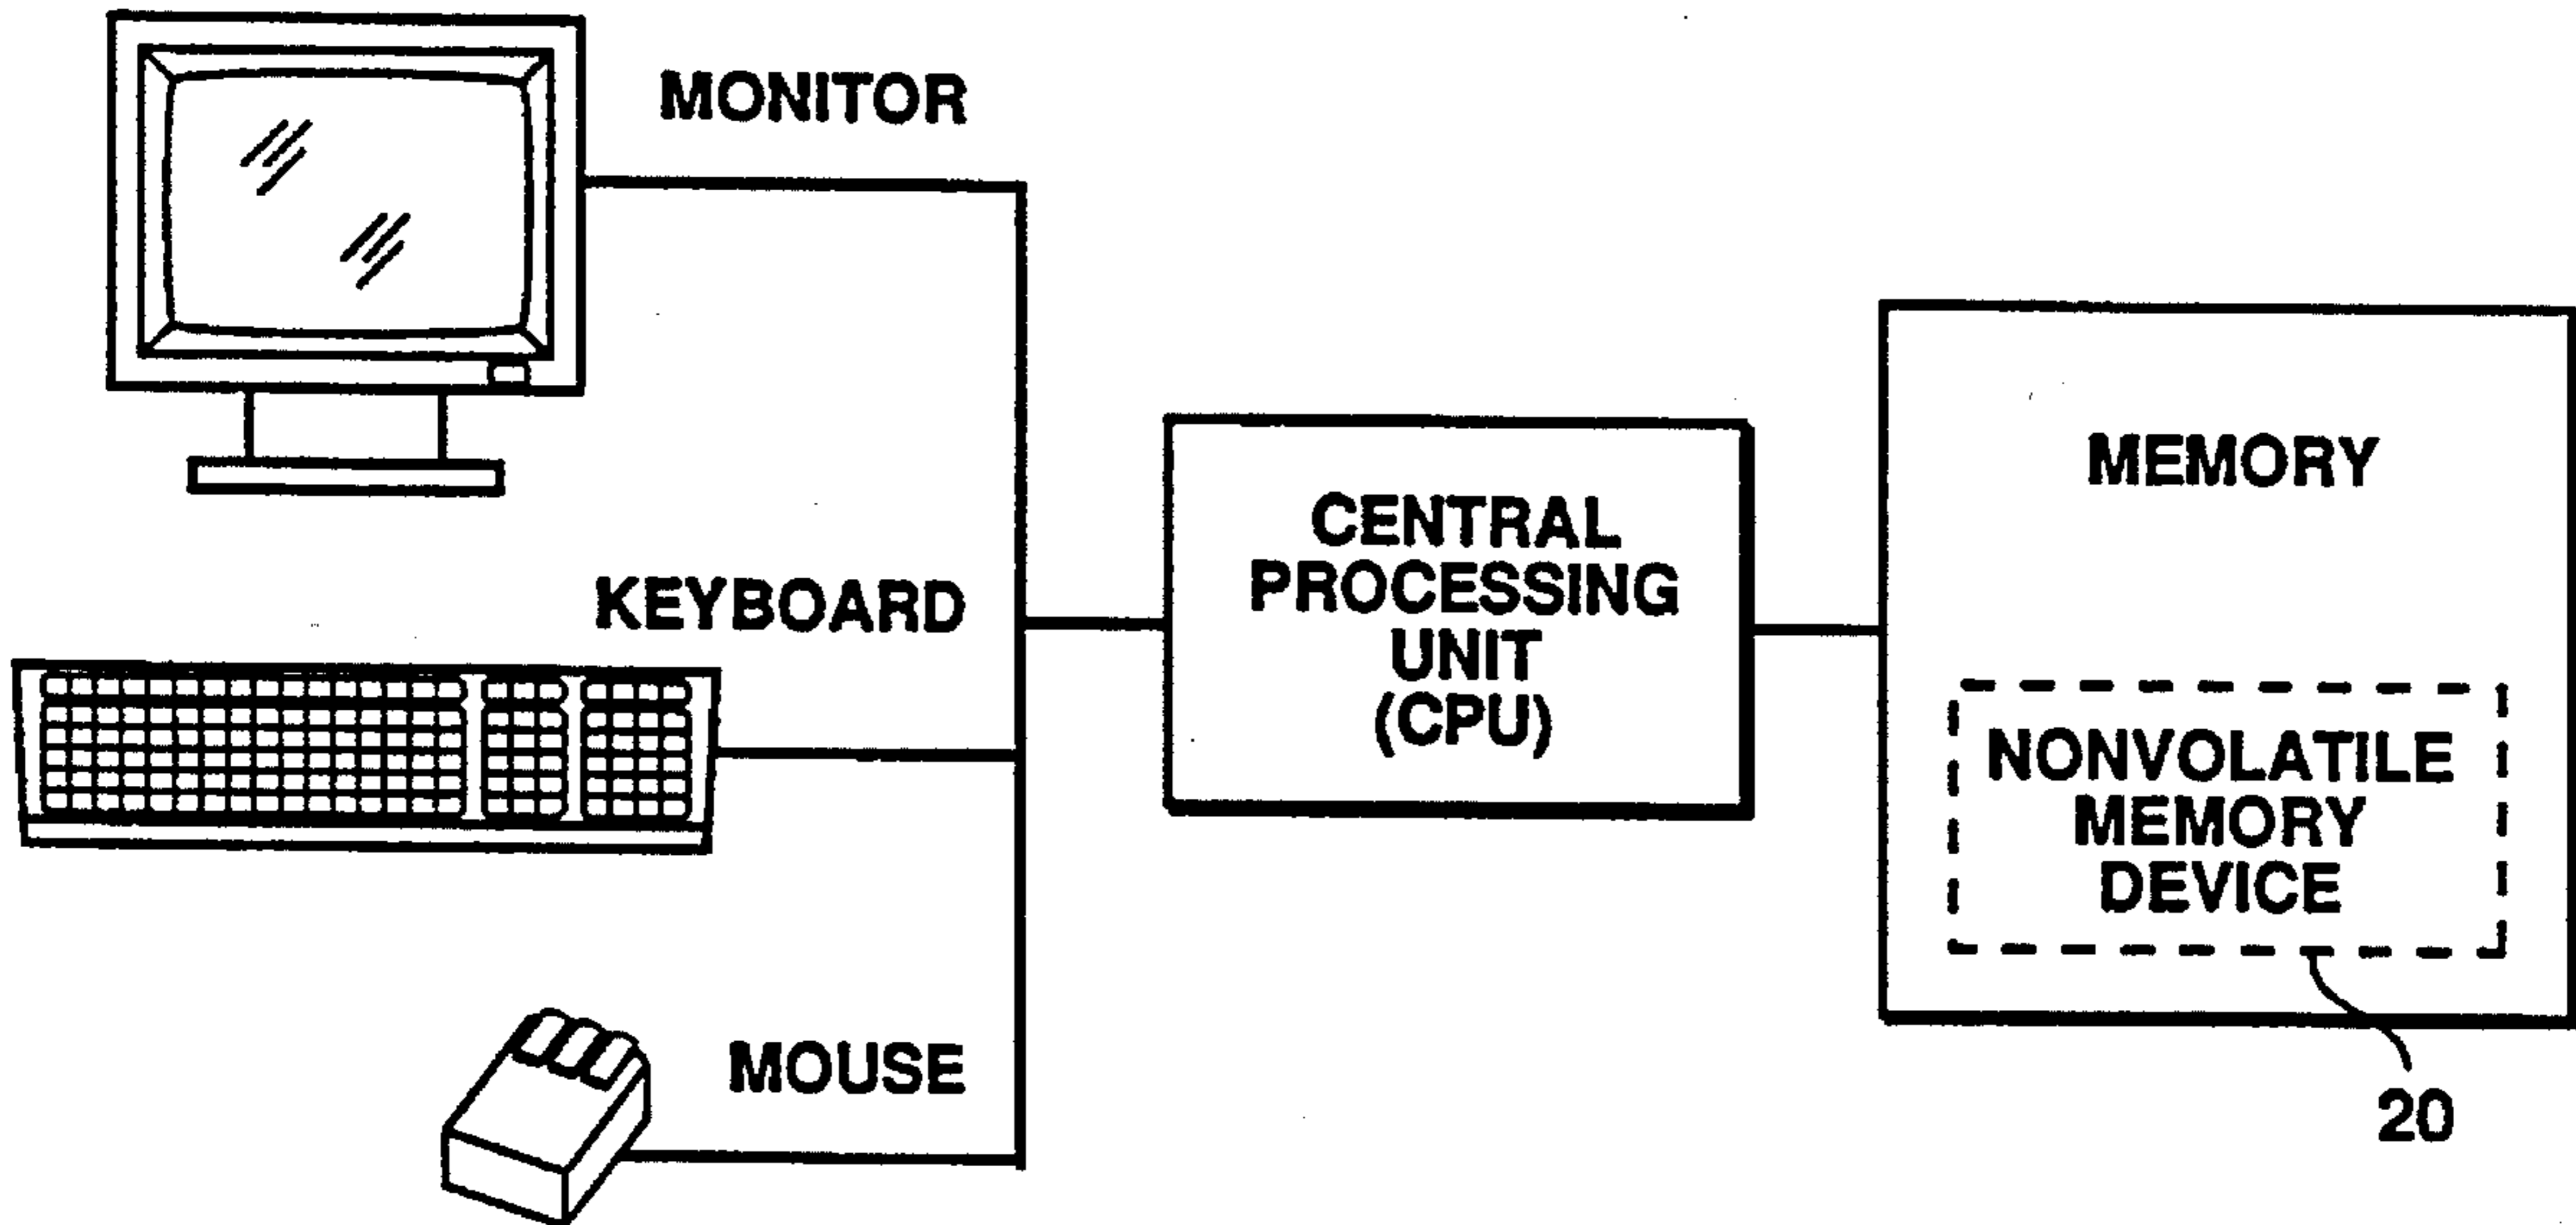 MONITOR
KEYBOARD
MOUSE
CENTRAL
PROCESSING
UNIT
(CPU)
MEMORY
NONVOLATILE
MEMORY
DEVICE
20